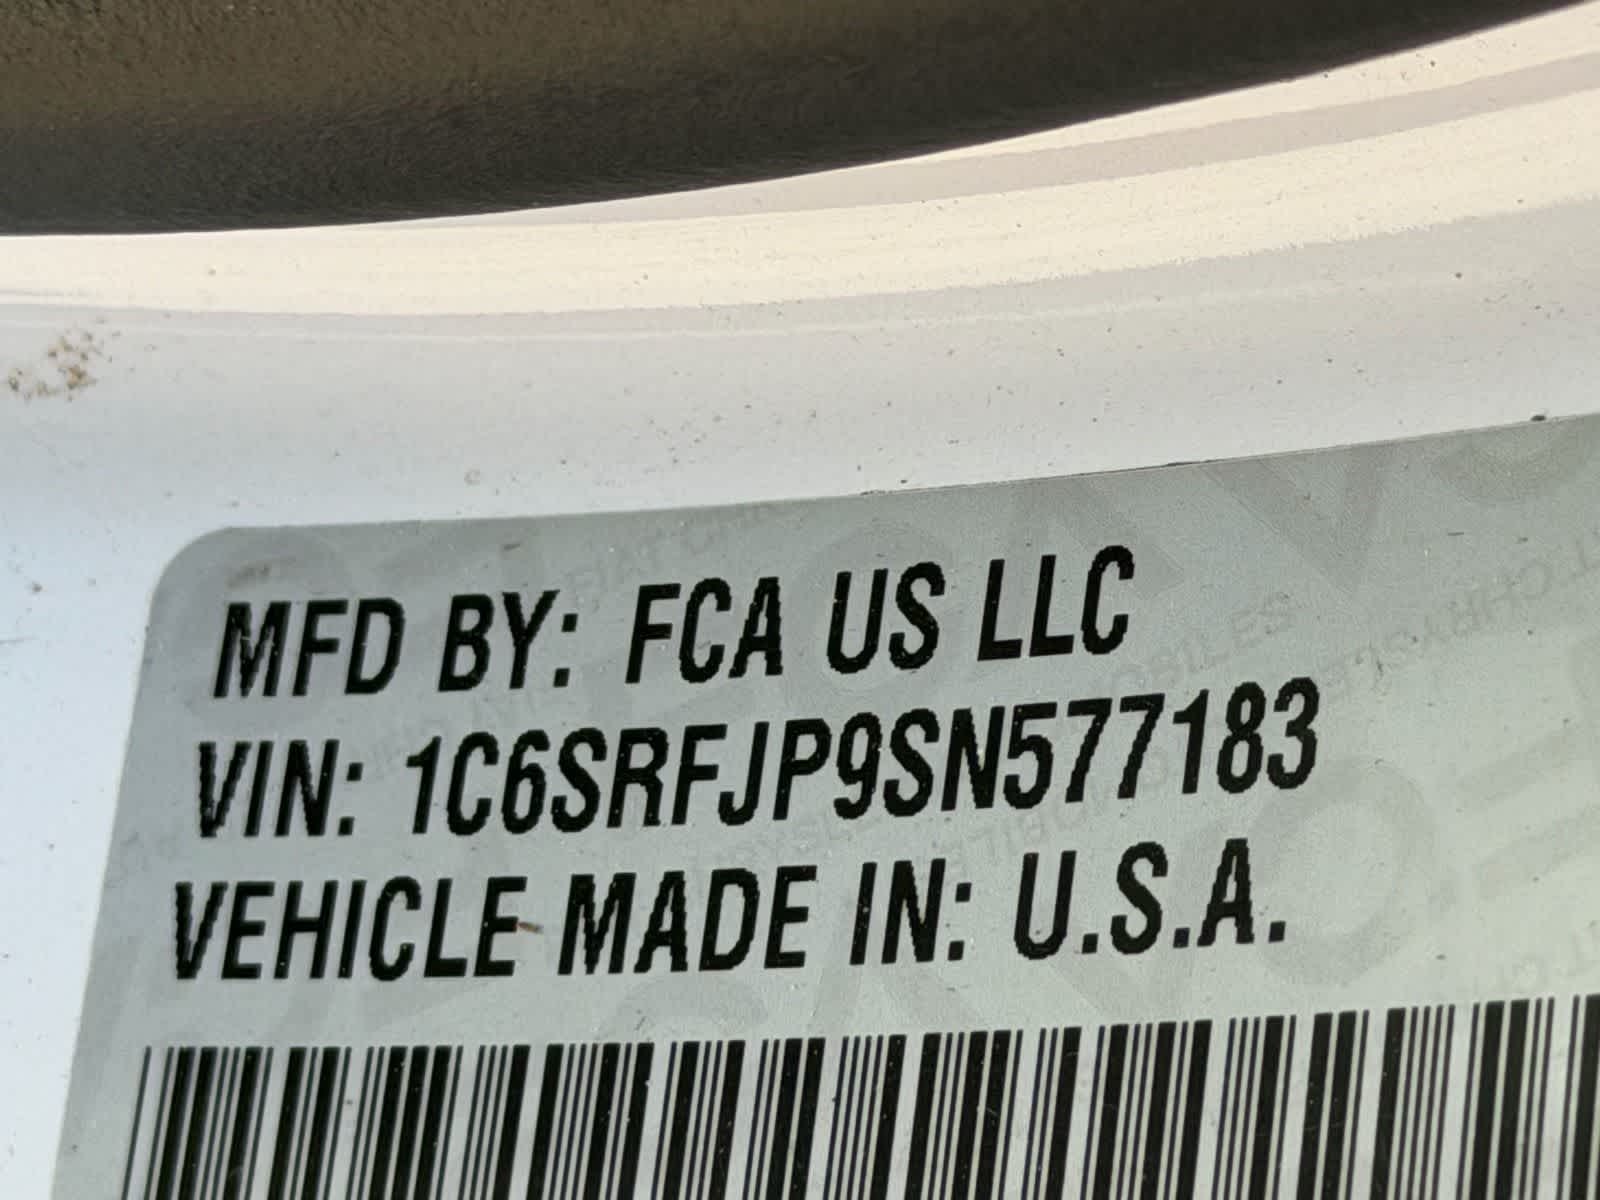 MFD BY: FCA US LLC
VIN: 1C6SRFJP9SN577183
VEHICLE MADE IN: U.S.A.